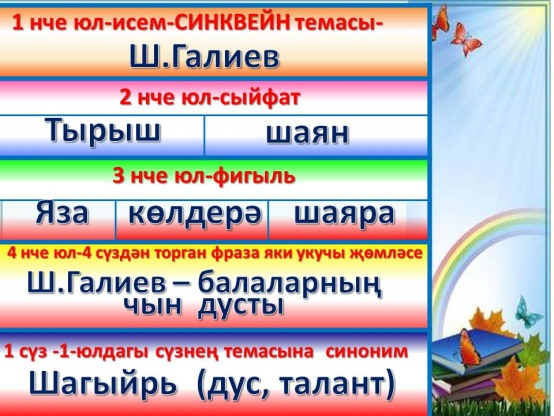 1 нче юл-исем-СИНКВЕЙН темасы-
Ш.Галиев
2 нче юл-сыйфат
Тырыш шаян
3 нче юл-фигыль
Яза көлдерә шаяра
4 нче юл-4 сүздән торган фраза яки укучы җөмләсе
Ш.Галиев – балаларның
чын дусты
1 сүз -1-юлдагы сүзнең темасына синоним
Шагыйрь (дус, талант)